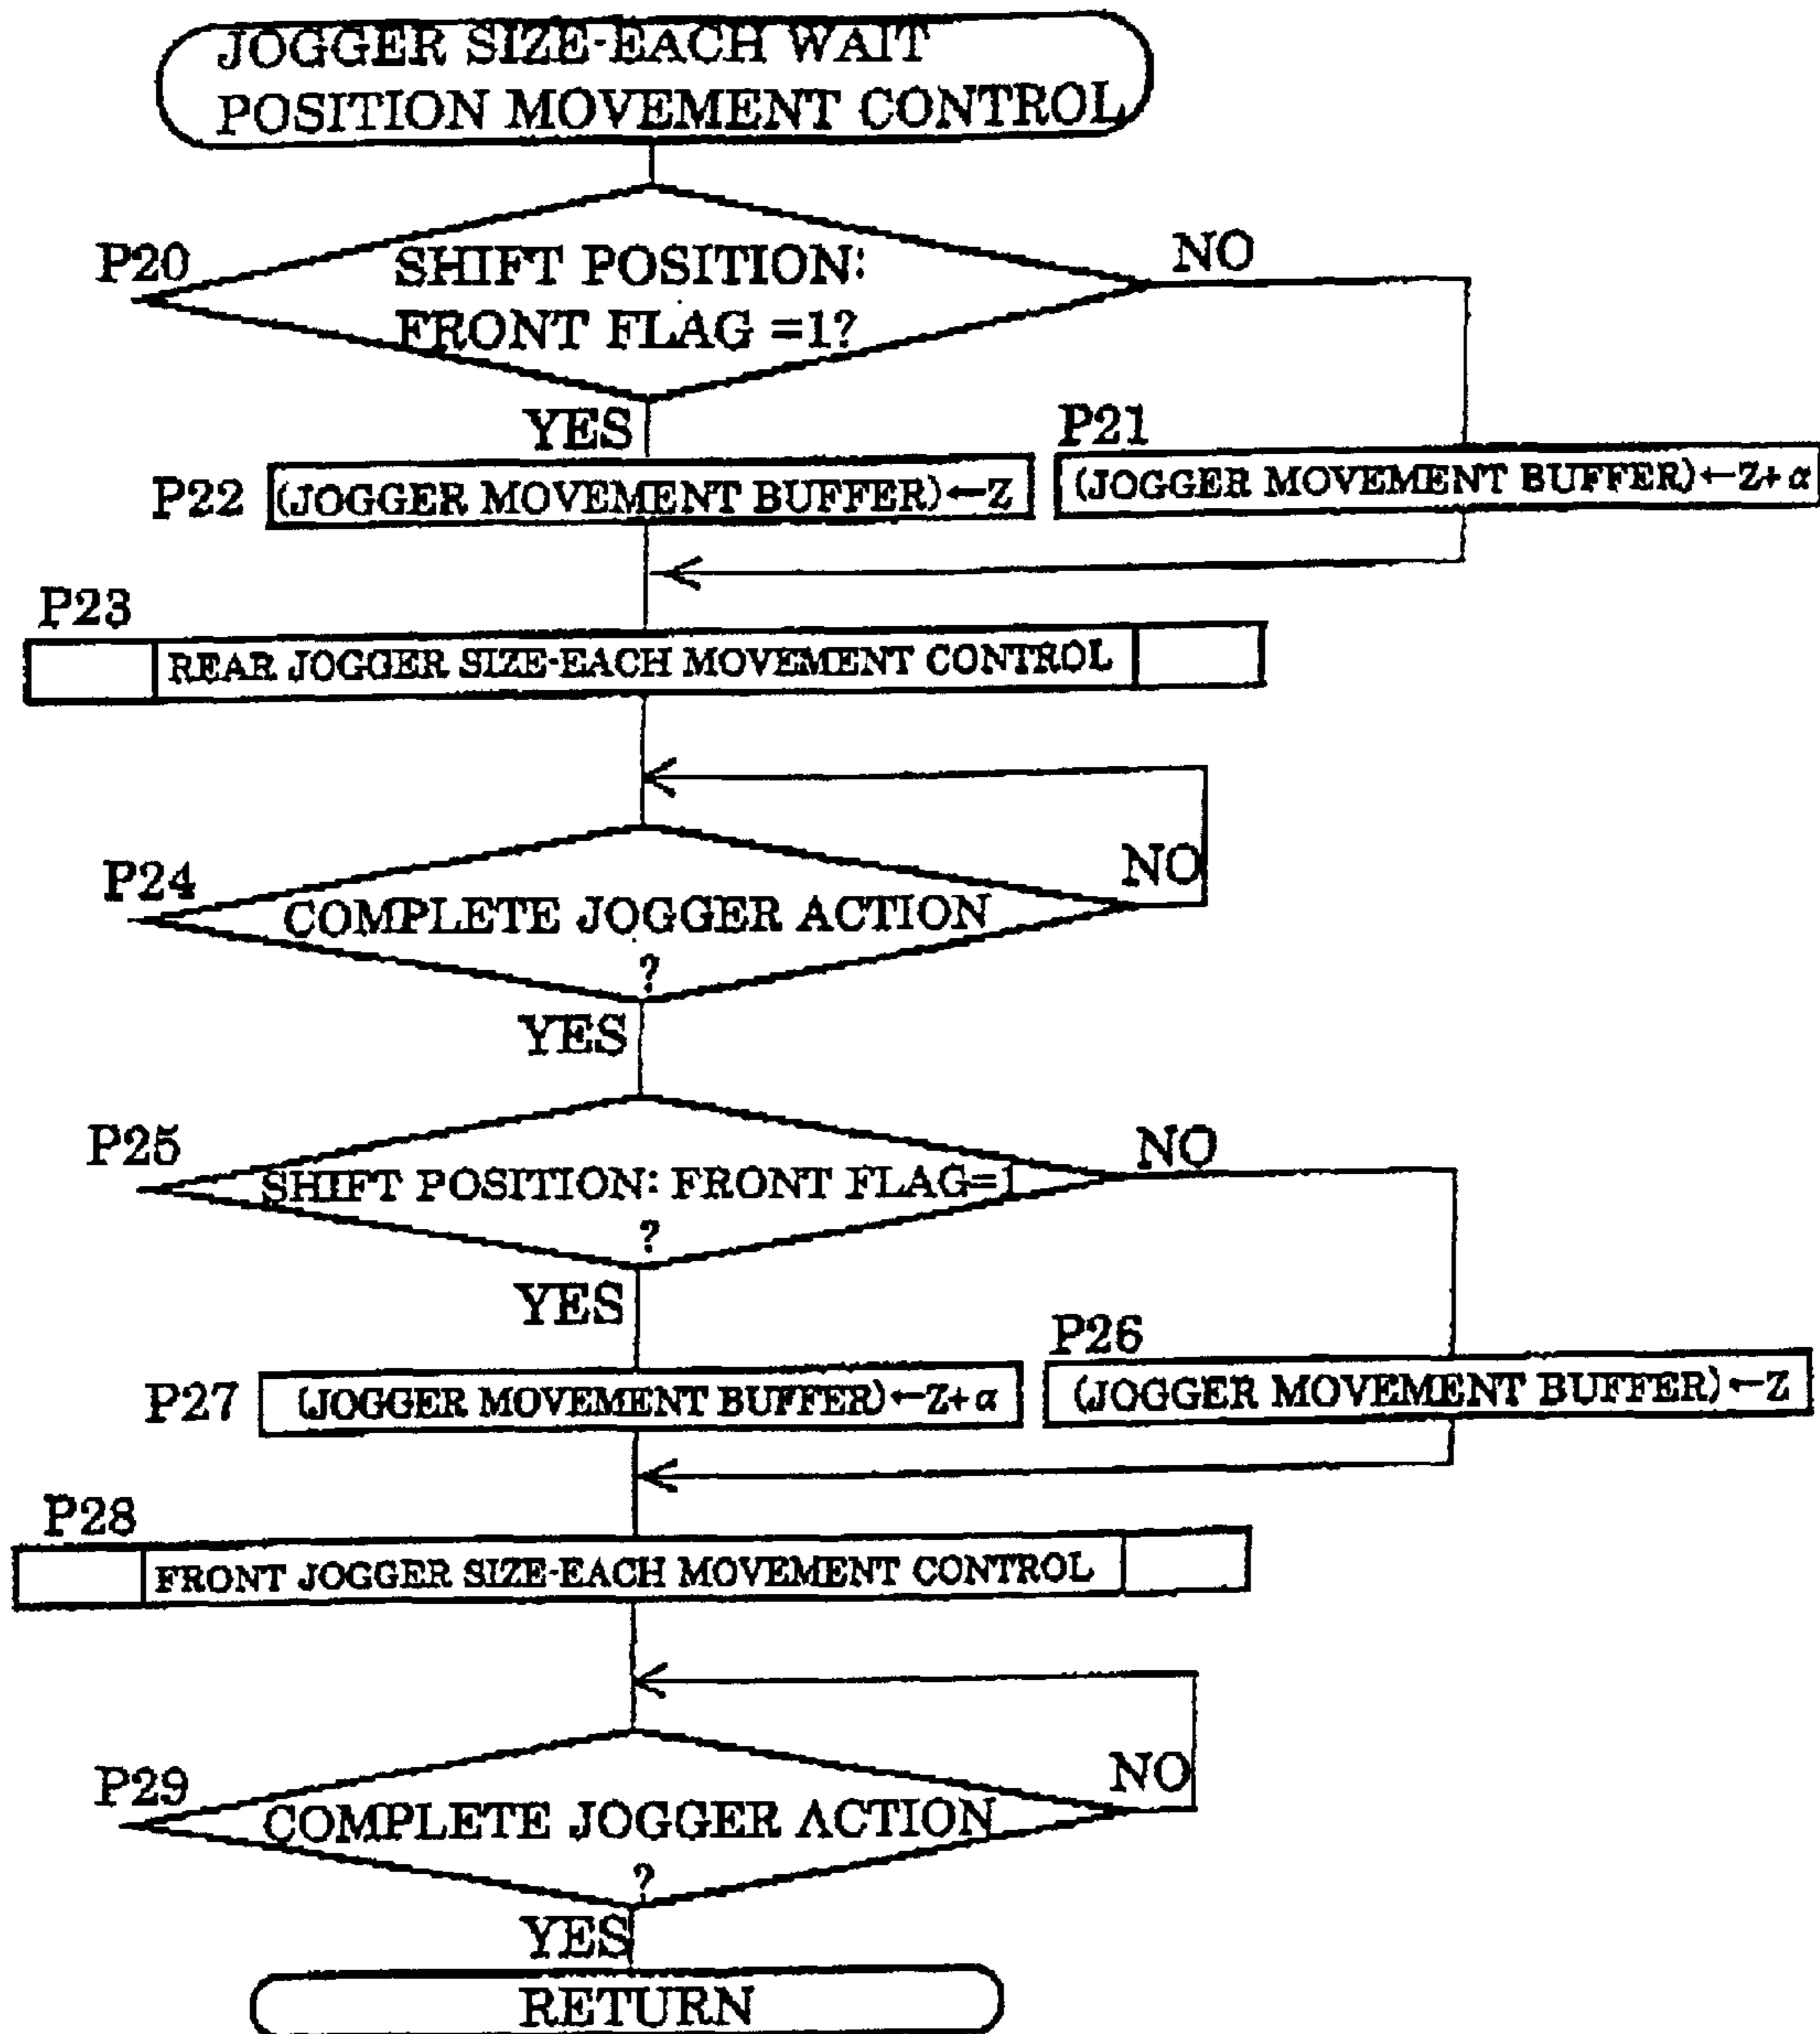 JOGGER SIZE-EACH WAIT
POSITION MOVEMENT CONTROL
P20
SHIFT POSITION:
FRONT FLAG =1?
NO
YES
P21
(JOGGER MOVEMENT BUFFER)←Z+α
P22
(JOGGER MOVEMENT BUFFER)←Z
P23
REAR JOGGER SIZE-EACH MOVEMENT CONTROL
P24
COMPLETE JOGGER ACTION
?
NO
YES
P25
SHIFT POSITION: FRONT FLAG=1
?
NO
YES
P26
(JOGGER MOVEMENT BUFFER)←Z
P27
(JOGGER MOVEMENT BUFFER)←Z+α
P28
FRONT JOGGER SIZE-EACH MOVEMENT CONTROL
P29
COMPLETE JOGGER ACTION
?
NO
YES
RETURN